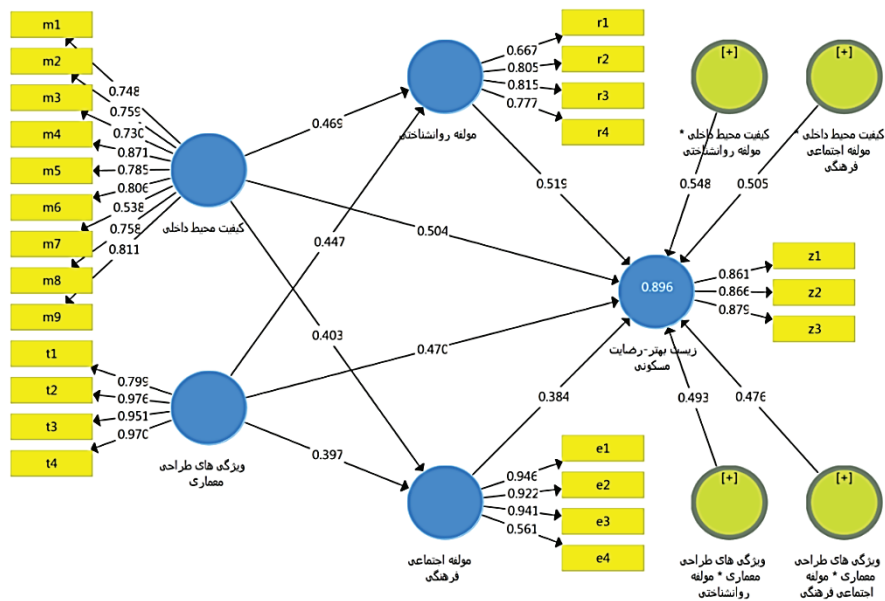 m1
m2
m3
m4
m5
m6
m7
m8
m9
0.748
0.759
0.730
0.871
0.785
0.806
0.538
0.758
0.811
کیفیت محیط داخلی
t1
t2
t3
t4
0.799
0.976
0.951
0.970
ویژگی های طراحی
معماری
0.469
0.447
0.504
0.403
0.470
0.397
مولفه روانشناختی
0.667
0.805
0.815
0.777
r1
r2
r3
r4
0.519
0.384
مولفه اجتماعی
فرهنگی
0.946
0.922
0.941
0.561
e1
e2
e3
e4
[+]
کیفیت محیط داخلی *
مولفه روانشناختی
0.548
[+]
کیفیت محیط داخلی *
مولفه اجتماعی
فرهنگی
0.505
0.896
زیست بهتر-رضایت
مسکونی
0.861
0.866
0.879
z1
z2
z3
0.493
[+]
ویژگی های طراحی
معماری * مولفه
روانشناختی
0.476
[+]
ویژگی های طراحی
معماری * مولفه
اجتماعی فرهنگی